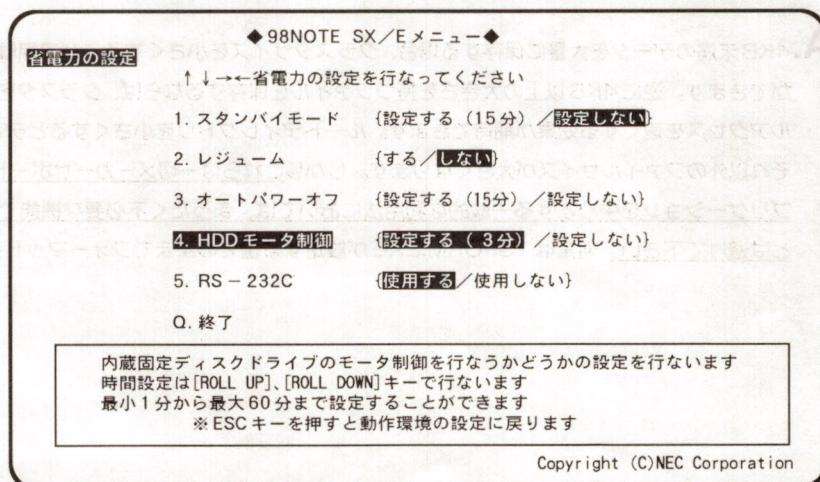 ◆98NOTE SX／Eメニュー◆
省電力の設定
↑↓→←省電力の設定を行なってください
1. スタンバイモード {設定する（15分）／設定しない}
2. レジューム {する／しない}
3. オートパワーオフ {設定する（15分）／設定しない}
4. HDDモータ制御 {設定する（ 3分）／設定しない}
5. RS－232C {使用する／使用しない}
Q. 終了
内蔵固定ディスクドライブのモータ制御を行なうかどうかの設定を行ないます
時間設定は[ROLL UP]、[ROLL DOWN]キーで行ないます
最小1分から最大60分まで設定することができます
※ESCキーを押すと動作環境の設定に戻ります
Copyright (C)NEC Corporation